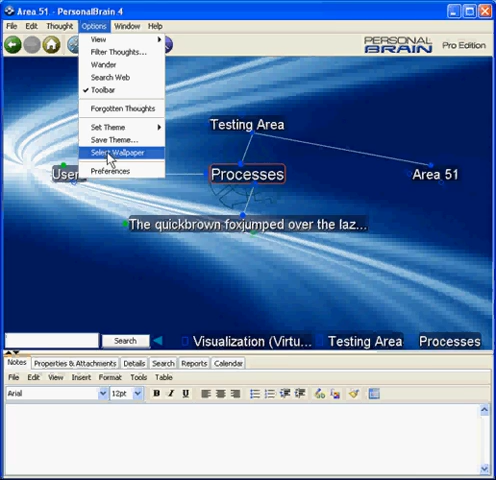 Area 51 - PersonalBrain 4
File Edit Thought Options Window Help
PERSONAL BRAIN Pro Edition
View
Filter Thoughts...
Wander
Search Web
Toolbar
Forgotten Thoughts
Set Theme
Save Theme...
Select Wallpaper
Preferences
Testing Area
User
Processes
Area 51
The quickbrown foxjumped over the laz...
Search
Visualization (Virtu... Testing Area Processes
Notes Properties & Attachments Details Search Reports Calendar
File Edit View Insert Format Tools Table
Arial 12pt B I U